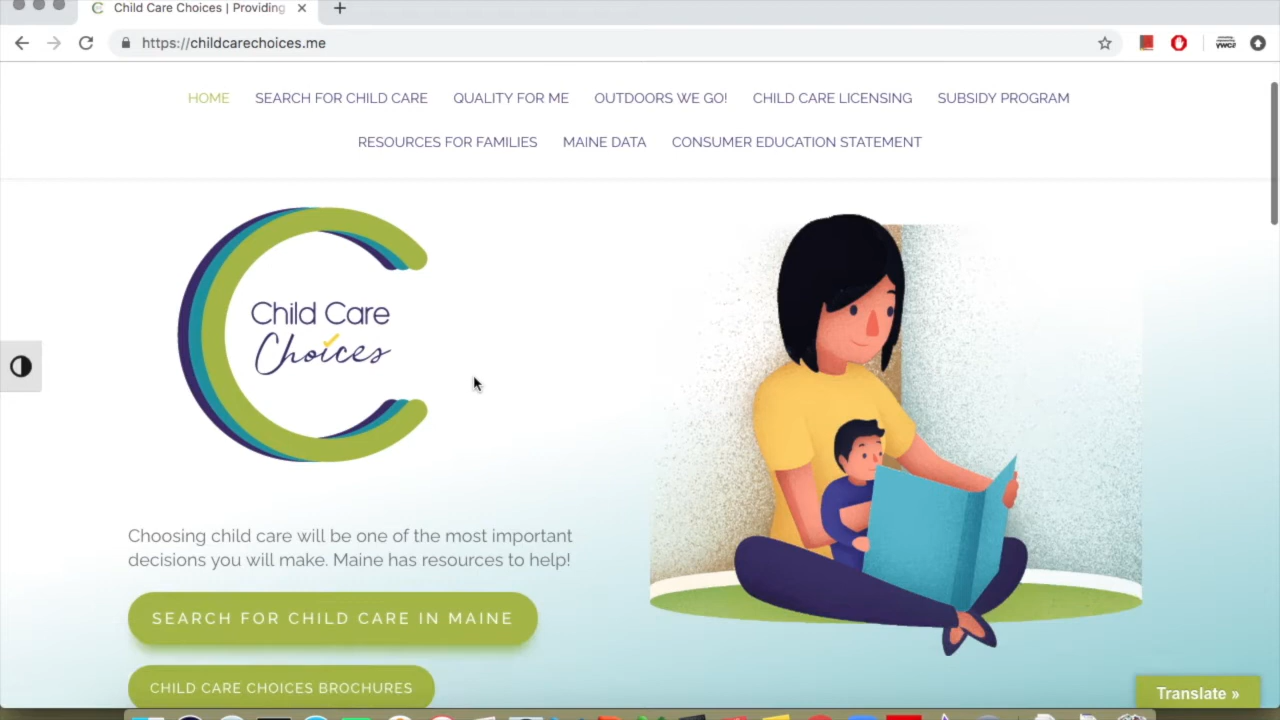 Child Care Choices | Providing
https://childcarechoices.me
YWCA
HOME SEARCH FOR CHILD CARE QUALITY FOR ME OUTDOORS WE GO! CHILD CARE LICENSING SUBSIDY PROGRAM
RESOURCES FOR FAMILIES MAINE DATA CONSUMER EDUCATION STATEMENT
Child Care
Choices
Choosing child care will be one of the most important
decisions you will make. Maine has resources to help!
SEARCH FOR CHILD CARE IN MAINE
CHILD CARE CHOICES BROCHURES
Translate »